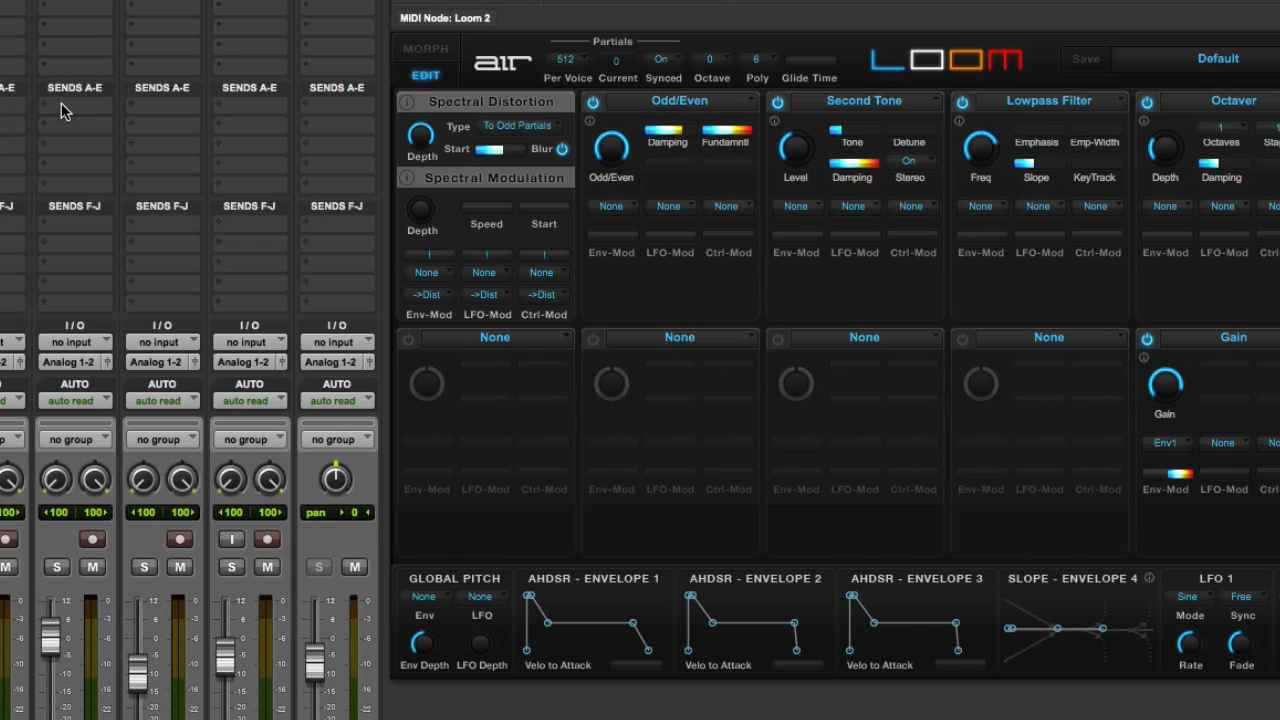 MIDI Node: Loom 2
MORPH
EDIT
air
Partials
512
0
On
0
6
Per Voice
Current
Synced
Octave
Poly
Glide Time
LOOM
Save
Default
Spectral Distortion
Type
To Odd Partials
Depth
Start
Blur
Spectral Modulation
Depth
Speed
Start
None
None
None
->Dist
->Dist
->Dist
Env-Mod
LFO-Mod
Ctrl-Mod
Odd/Even
Damping
Fundamntl
Odd/Even
None
None
None
Env-Mod
LFO-Mod
Ctrl-Mod
Second Tone
Tone
Detune
On
Level
Damping
Stereo
None
None
None
Env-Mod
LFO-Mod
Ctrl-Mod
Lowpass Filter
Emphasis
Emp-Width
Freq
Slope
KeyTrack
None
None
None
Env-Mod
LFO-Mod
Ctrl-Mod
Octaver
1
Octaves
Depth
Damping
None
None
Env-Mod
LFO-Mod
None
Env-Mod
LFO-Mod
Ctrl-Mod
None
Env-Mod
LFO-Mod
Ctrl-Mod
None
Env-Mod
LFO-Mod
Ctrl-Mod
None
Env-Mod
LFO-Mod
Ctrl-Mod
Gain
Gain
Env1
None
Env-Mod
LFO-Mod
GLOBAL PITCH
None
None
Env
LFO
Env Depth
LFO Depth
AHDSR - ENVELOPE 1
Velo to Attack
AHDSR - ENVELOPE 2
Velo to Attack
AHDSR - ENVELOPE 3
Velo to Attack
SLOPE - ENVELOPE 4
LFO 1
Sine
Free
Mode
Sync
Rate
Fade
SENDS A-E
SENDS A-E
SENDS A-E
SENDS A-E
SENDS F-J
SENDS F-J
SENDS F-J
SENDS F-J
I / O
I / O
I / O
I / O
no input
no input
no input
no input
Analog 1-2
Analog 1-2
Analog 1-2
Analog 1-2
AUTO
AUTO
AUTO
AUTO
auto read
auto read
auto read
auto read
no group
no group
no group
no group
100
100
100
100
100
100
pan
0
I
S
M
S
M
S
M
S
M